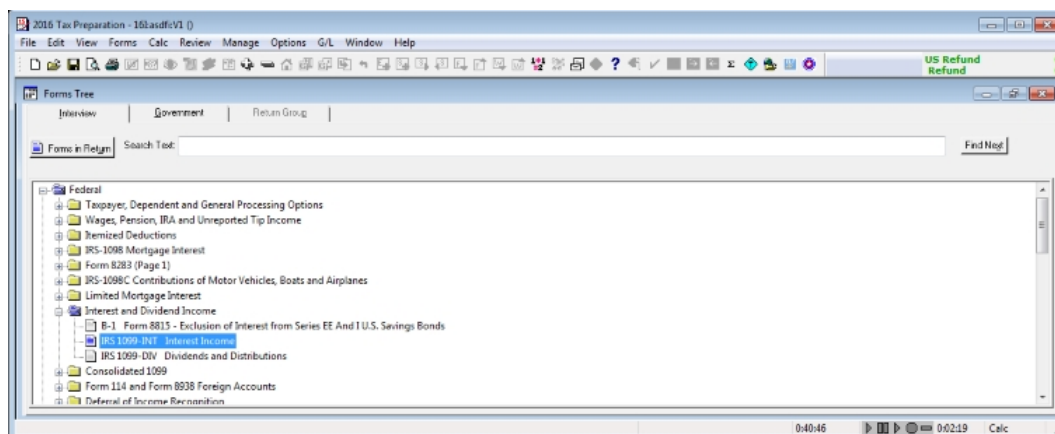 2016 Tax Preparation - 16I:asdfc:V1 ()
File Edit View Forms Calc Review Manage Options G/L Window Help
US Refund
Refund
Forms Tree
Interview Government Return Group
Forms in Return Search Text: Find Next
Federal
Taxpayer, Dependent and General Processing Options
Wages, Pension, IRA and Unreported Tip Income
Itemized Deductions
IRS-1098 Mortgage Interest
Form 8283 (Page 1)
IRS-1098C Contributions of Motor Vehicles, Boats and Airplanes
Limited Mortgage Interest
Interest and Dividend Income
B-1 Form 8815 - Exclusion of Interest from Series EE And I U.S. Savings Bonds
IRS 1099-INT Interest Income
IRS 1099-DIV Dividends and Distributions
Consolidated 1099
Form 114 and Form 8938 Foreign Accounts
Deferral of Income Recognition
0:40:46 0:02:19 Calc